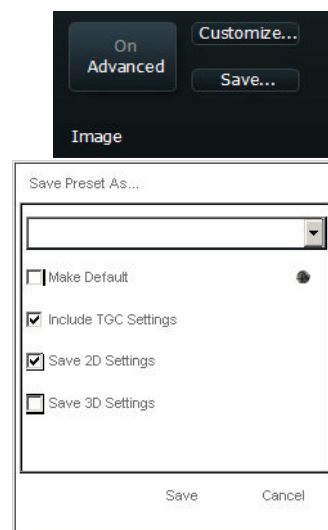 On
Advanced
Customize...
Save...
Image
Save Preset As...
Make Default
Include TGC Settings
Save 2D Settings
Save 3D Settings
Save Cancel